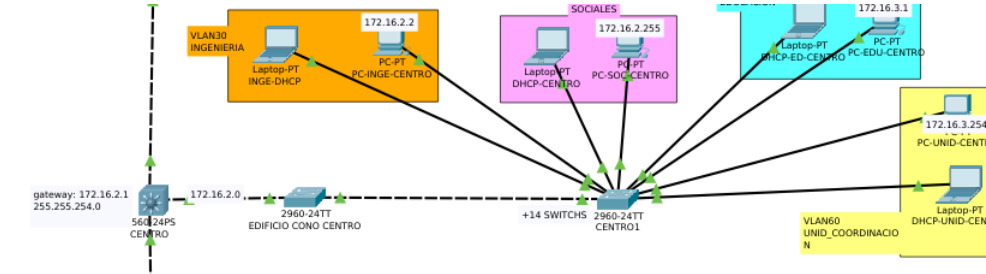 SOCIALES
172.16.3.1
172.16.2.2
VLAN30
INGENIERIA
172.16.2.255
PC-PT
PC-INGE-CENTRO
Laptop-PT
INGE-DHCP
Laptop-PT
DHCP-CENTRO
PC-PT
PC-SOC-CENTRO
Laptop-PT
DHCP-ED-CENTRO
PC-PT
PC-EDU-CENTRO
172.16.3.254
PC-UNID-CENT
gateway: 172.16.2.1
255.255.254.0
172.16.2.0
24PS
CENTRO
2960-24TT
EDIFICIO CONO CENTRO
+14 SWITCHS
2960-24TT
CENTRO1
Laptop-PT
DHCP-UNID-CEN
VLAN60
UNID_COORDINACIO
N